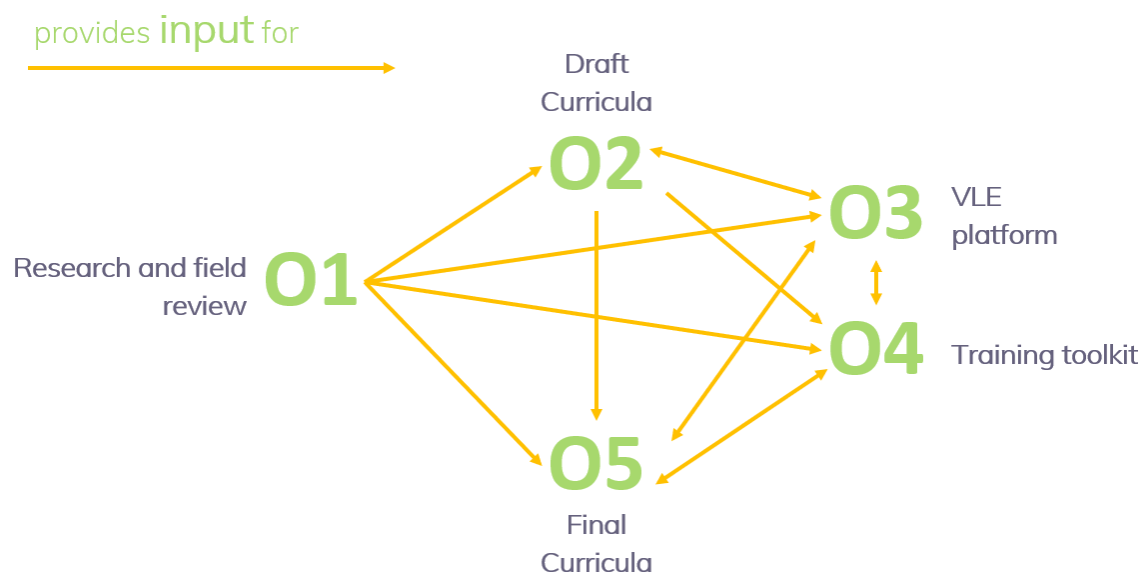 provides input for
Draft
Curricula
O2
O3
VLE
platform
Research and field
review
O1
O4
Training toolkit
O5
Final
Curricula